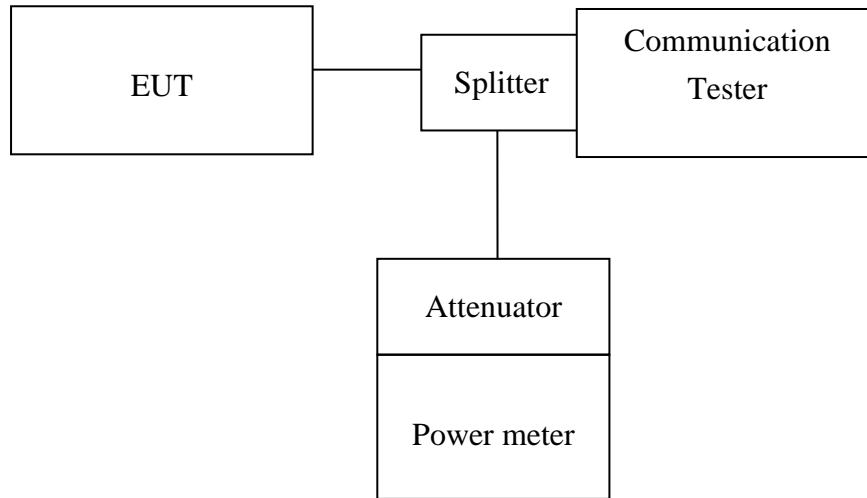 EUT
Splitter
Communication
Tester
Attenuator
Power meter